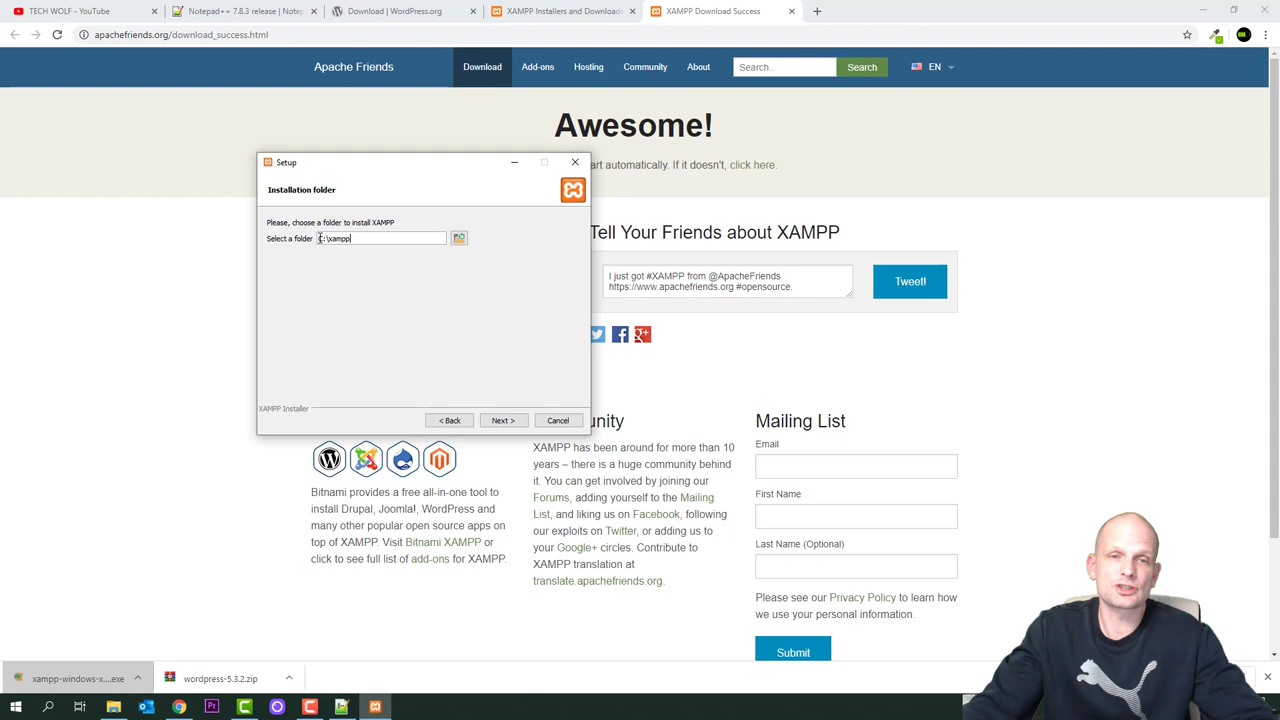 TECH WOLF - YouTube
Notepad++ 7.8.3 release | Notep
Download | WordPress.org
XAMPP Installers and Download
XAMPP Download Success
apachefriends.org/download_success.html
Apache Friends
Download
Add-ons
Hosting
Community
About
Search..
Search
EN
Awesome!
art automatically. If it doesn't, click here.
Setup
Installation folder
Please, choose a folder to install XAMPP
Select a folder
C:\xampp
XAMPP Installer
< Back
Next >
Cancel
Tell Your Friends about XAMPP
I just got #XAMPP from @ApacheFriends
https://www.apachefriends.org #opensource.
Tweet!
Bitnami provides a free all-in-one tool to
install Drupal, Joomla!, WordPress and
many other popular open source apps on
top of XAMPP. Visit Bitnami XAMPP or
click to see full list of add-ons for XAMPP.
unity
XAMPP has been around for more than 10
years – there is a huge community behind
it. You can get involved by joining our
Forums, adding yourself to the Mailing
List, and liking us on Facebook, following
our exploits on Twitter, or adding us to
your Google+ circles. Contribute to
XAMPP translation at
translate.apachefriends.org.
Mailing List
Email
First Name
Last Name (Optional)
Please see our Privacy Policy to learn how
we use your personal information.
Submit
xampp-windows-x....exe
wordpress-5.3.2.zip